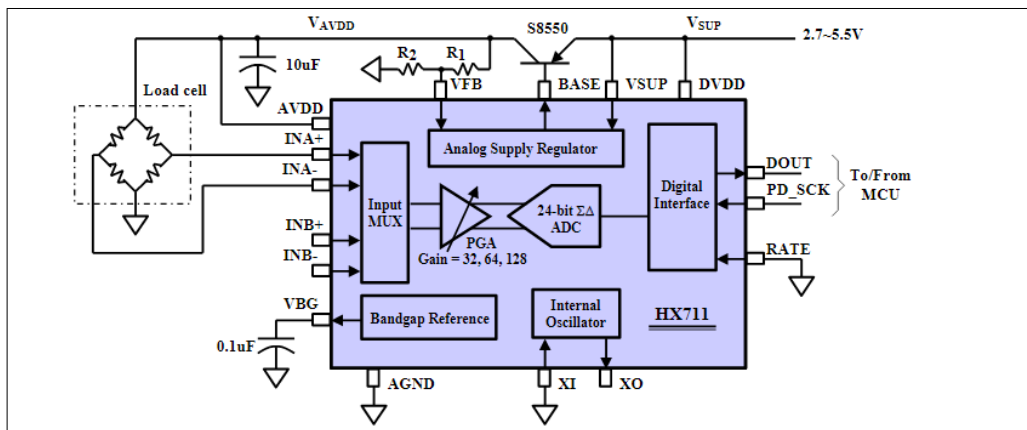 V_AVDD
S8550
V_SUP
2.7~5.5V
10uF
R₂
R₁
VFB
BASE
VSUP
DVDD
Load cell
AVDD
INA+
INA-
INB+
INB-
VBG
0.1uF
Analog Supply Regulator
Input
MUX
PGA
Gain = 32, 64, 128
24-bit ΣΔ
ADC
Digital
Interface
DOUT
PD_SCK
To/From
MCU
RATE
Bandgap Reference
Internal
Oscillator
HX711
AGND
XI
XO